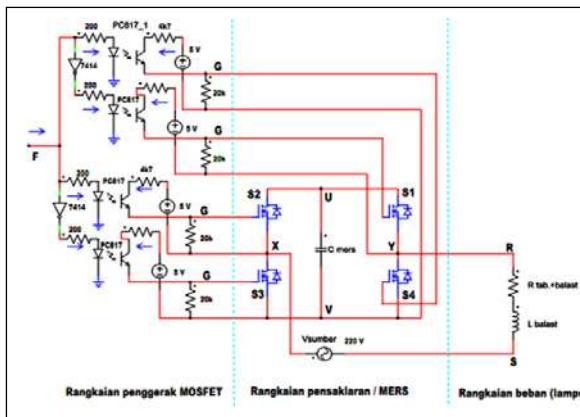 PC817_1
200
4k7
5 V
7414
G
200
PC817
20k
G
5 V
20k
F
200
PC817
4k7
S2
U
S1
7414
G
5 V
X
C mers
Y
R
200
PC817
20k
R tab.+balast
G
5 V
S3
S4
20k
V
L balast
Vsumber
220 V
S
Rangkaian penggerak MOSFET
Rangkaian pensaklaran / MERS
Rangkaian beban (lamp